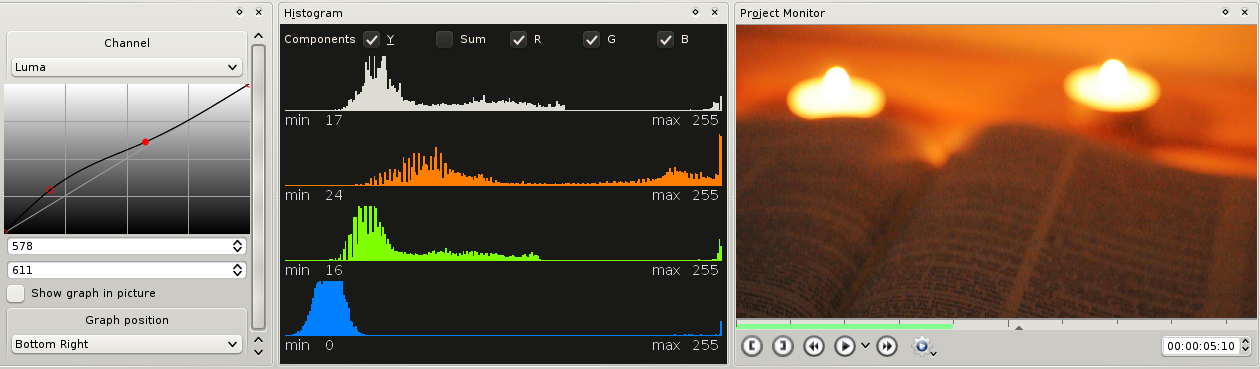 Channel
Luma
578
611
Show graph in picture
Graph position
Bottom Right
Histogram
Components Y Sum R G B
min 17 max 255
min 24 max 255
min 16 max 255
min 0 max 255
Project Monitor
00:00:05:10